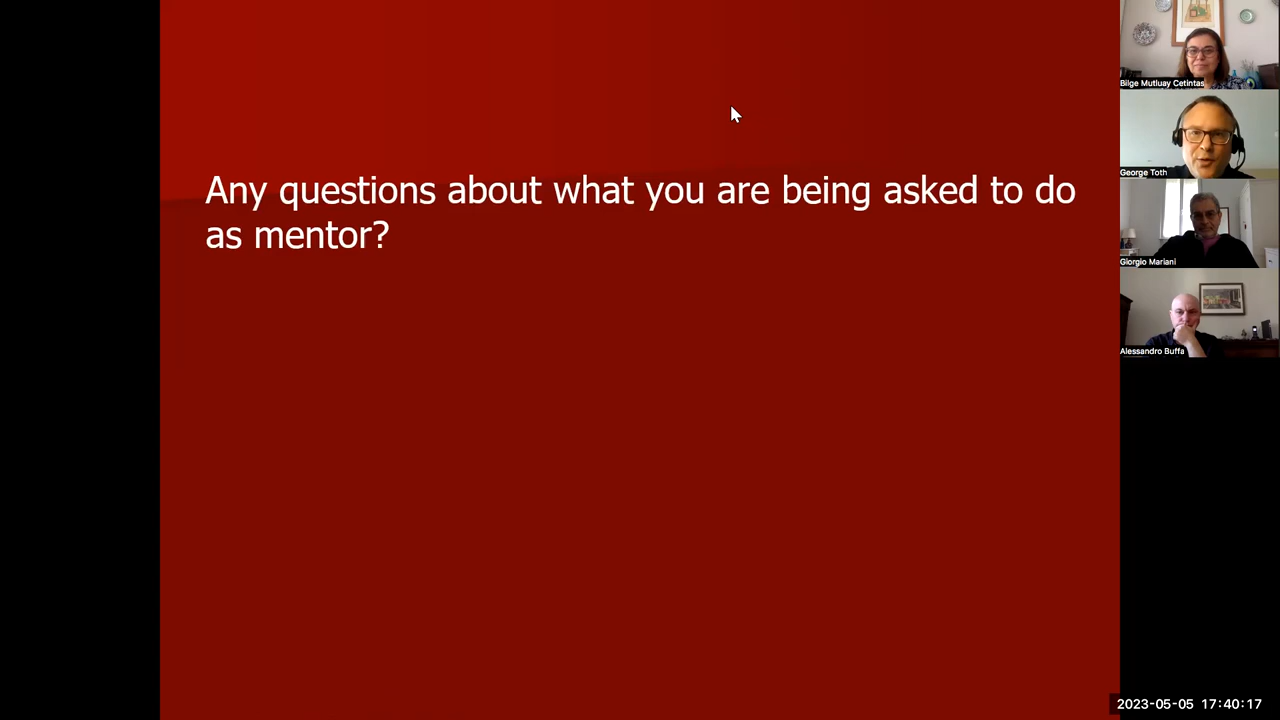 Any questions about what you are being asked to do
as mentor?
Bilge Mutluay Cetintas
George Toth
Giorgio Mariani
Alessandro Buffa
2023-05-05 17:40:17